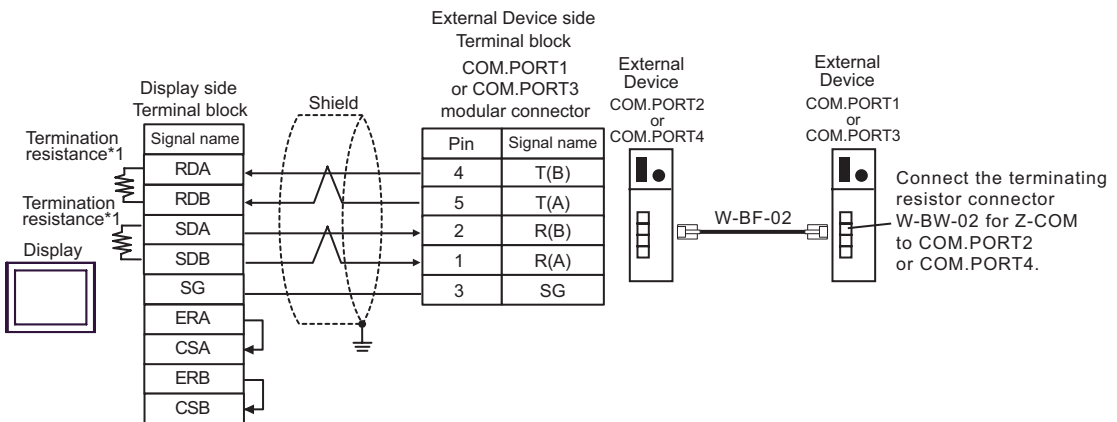 External Device side
Terminal block
COM.PORT1
or COM.PORT3
modular connector
External
Device
COM.PORT2
or
COM.PORT4
External
Device
COM.PORT1
or
COM.PORT3
Display side
Terminal block
Shield
Termination
resistance*1
Termination
resistance*1
Display
Signal name
RDA
RDB
SDA
SDB
SG
ERA
CSA
ERB
CSB
Pin Signal name
4 T(B)
5 T(A)
2 R(B)
1 R(A)
3 SG
W-BF-02
Connect the terminating
resistor connector
W-BW-02 for Z-COM
to COM.PORT2
or COM.PORT4.